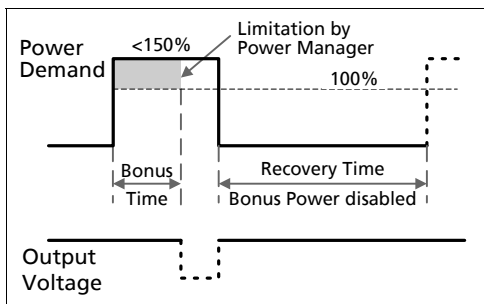 Power
Demand
<150%
Limitation by
Power Manager
100%
Bonus
Time
Recovery Time
Bonus Power disabled
Output
Voltage